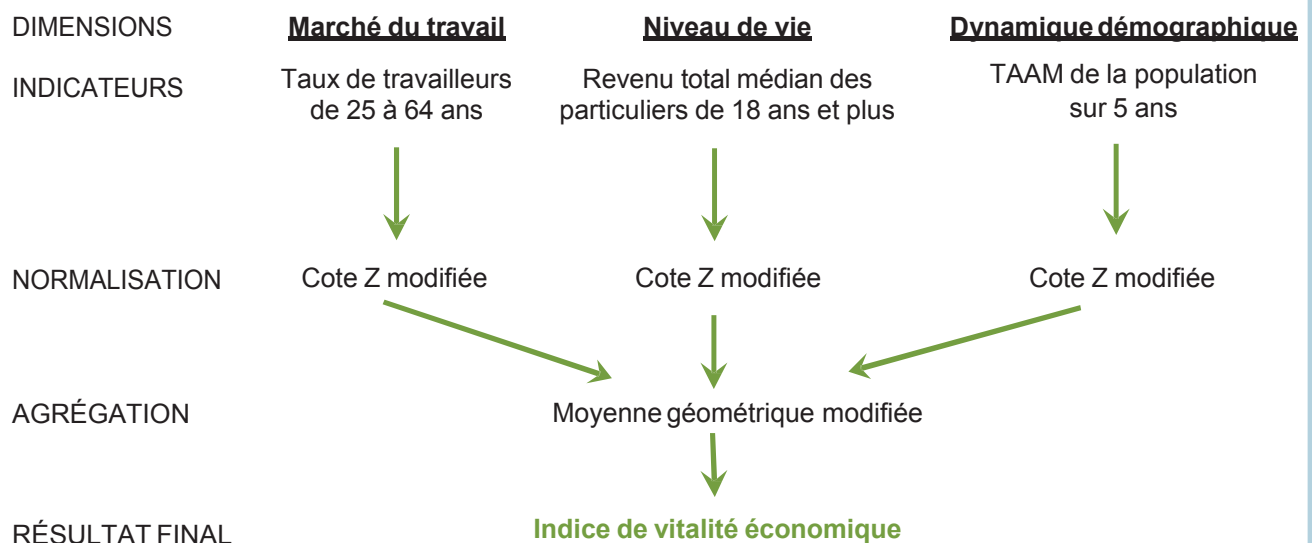 DIMENSIONS Marché du travail Niveau de vie Dynamique démographique
INDICATEURS Taux de travailleurs Revenu total médian des TAAM de la population
de 25 à 64 ans particuliers de 18 ans et plus sur 5 ans
NORMALISATION Cote Z modifiée Cote Z modifiée Cote Z modifiée
AGRÉGATION Moyenne géométrique modifiée
RÉSULTAT FINAL Indice de vitalité économique